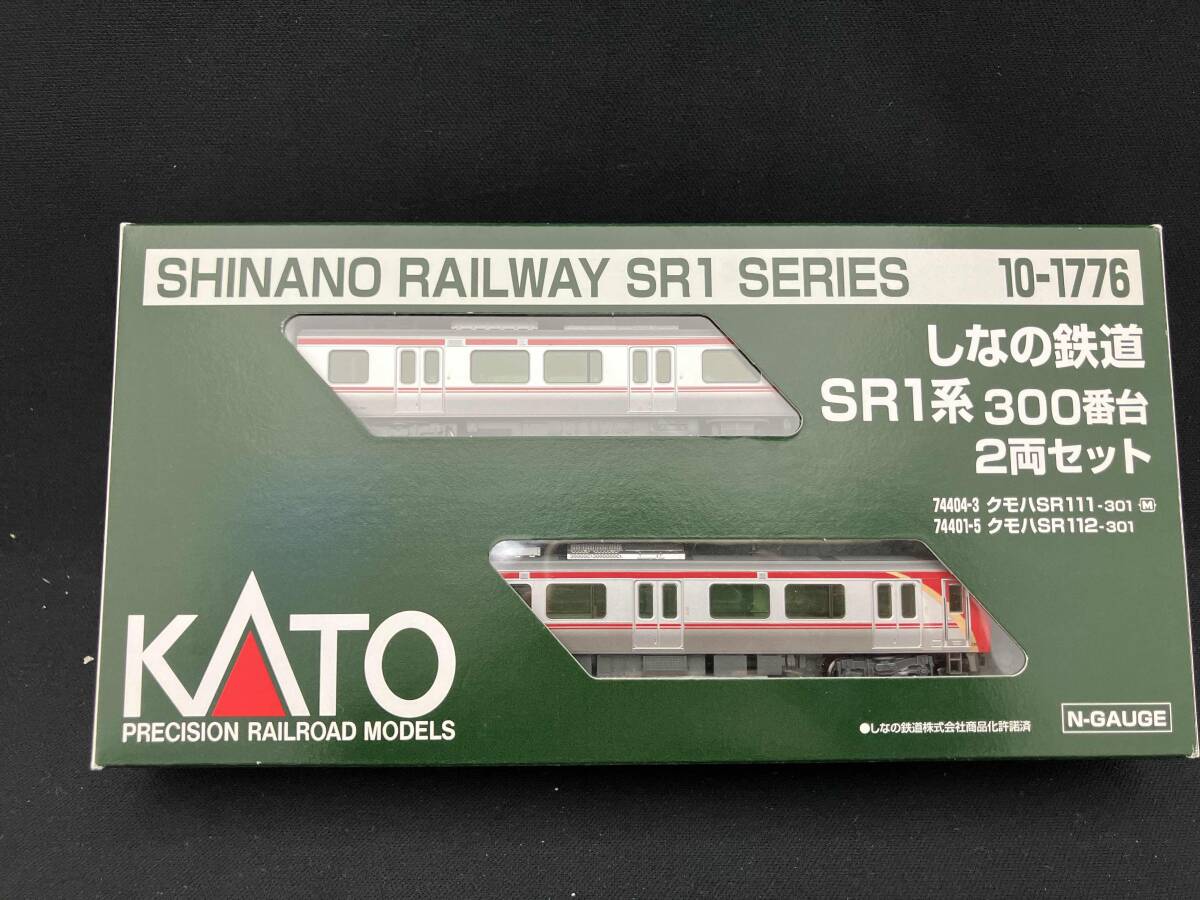 SHINANO RAILWAY SR1 SERIES 10-1776
しなの鉄道
SR1系 300番台
2両セット
74404-3 クモハSR111-301 M
74401-5 クモハSR112-301
KATO
PRECISION RAILROAD MODELS
●しなの鉄道株式会社商品化許諾済
N-GAUGE